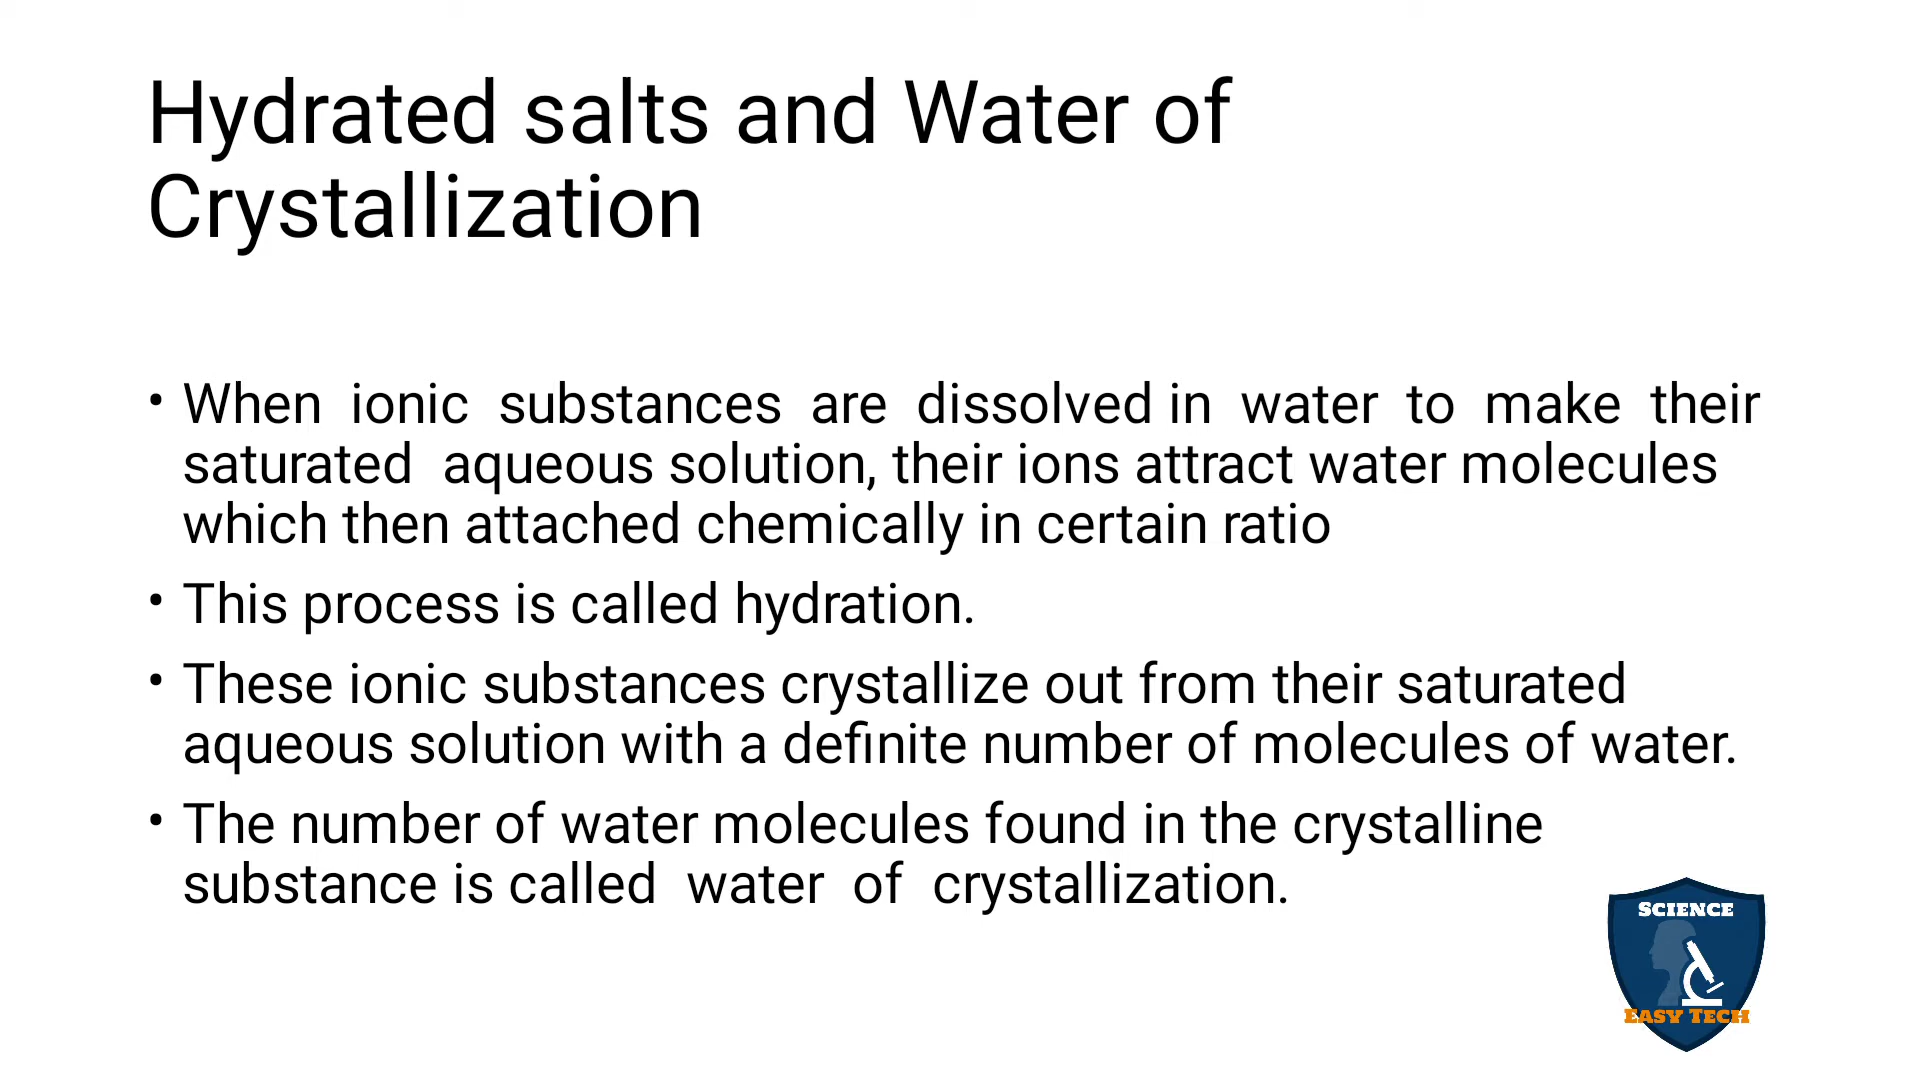 Hydrated salts and Water of
Crystallization
• When ionic substances are dissolved in water to make their
saturated aqueous solution, their ions attract water molecules
which then attached chemically in certain ratio
• This process is called hydration.
• These ionic substances crystallize out from their saturated
aqueous solution with a definite number of molecules of water.
• The number of water molecules found in the crystalline
substance is called water of crystallization.
SCIENCE
EASY TECH